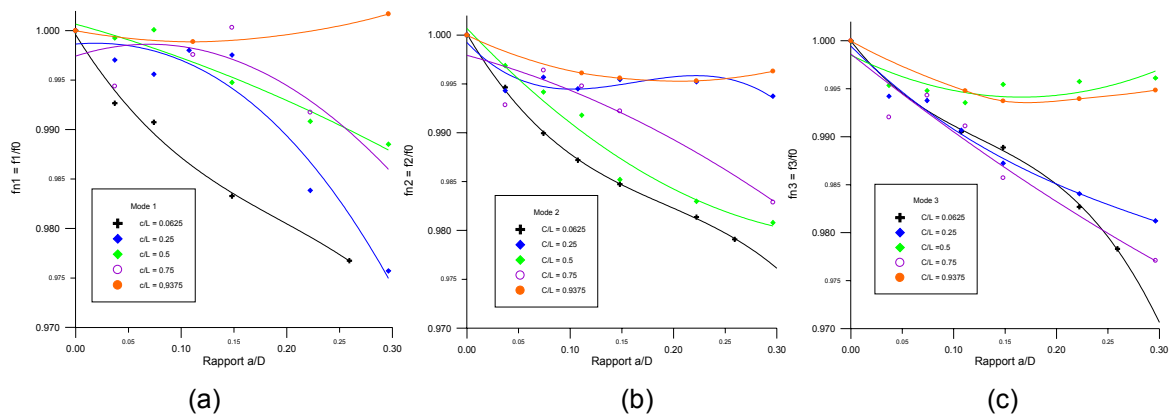 fn1 = f1/f0
1.000
0.995
0.990
0.985
0.980
0.975
0.970
0.00
0.05
0.10
0.15
0.20
0.25
0.30
Rapport a/D
Mode 1
c/L = 0.0625
c/L = 0.25
c/L = 0.5
c/L = 0.75
c/L = 0,9375
(a)
fn2 = f2/f0
1.000
0.995
0.990
0.985
0.980
0.975
0.970
0.00
0.05
0.10
0.15
0.20
0.25
0.30
Rapport a/D
Mode 2
C/L = 0.0625
C/L = 0.25
C/L = 0.5
C/L = 0.75
C/L = 0.9375
(b)
fn3 = f3/f0
1.000
0.995
0.990
0.985
0.980
0.975
0.970
0.00
0.05
0.10
0.15
0.20
0.25
0.30
Rapport a/D
Mode 3
C/L = 0.0625
C/L = 0.25
C/L =0.5
C/L = 0.75
C/L = 0.9375
(c)